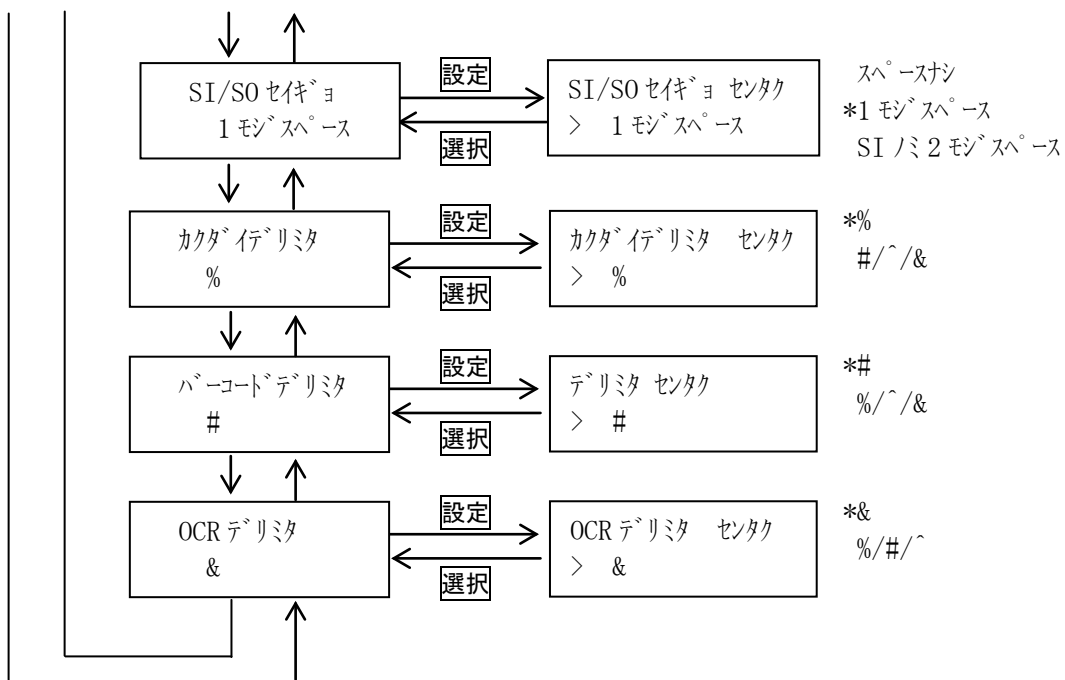 設定
SI/SO セイギョ
1 モジスペース
SI/SO セイギョ センタク
> 1 モジスペース
選択
スペースナシ
*1 モジスペース
SI ノミ 2 モジスペース
設定
カクダイデリミタ
%
カクダイデリミタ センタク
> %
選択
*%
#/^/&
設定
バーコードデリミタ
#
デリミタ センタク
> #
選択
*#
%/^/&
設定
OCR デリミタ
&
OCR デリミタ センタク
> &
選択
*&
%/#/^